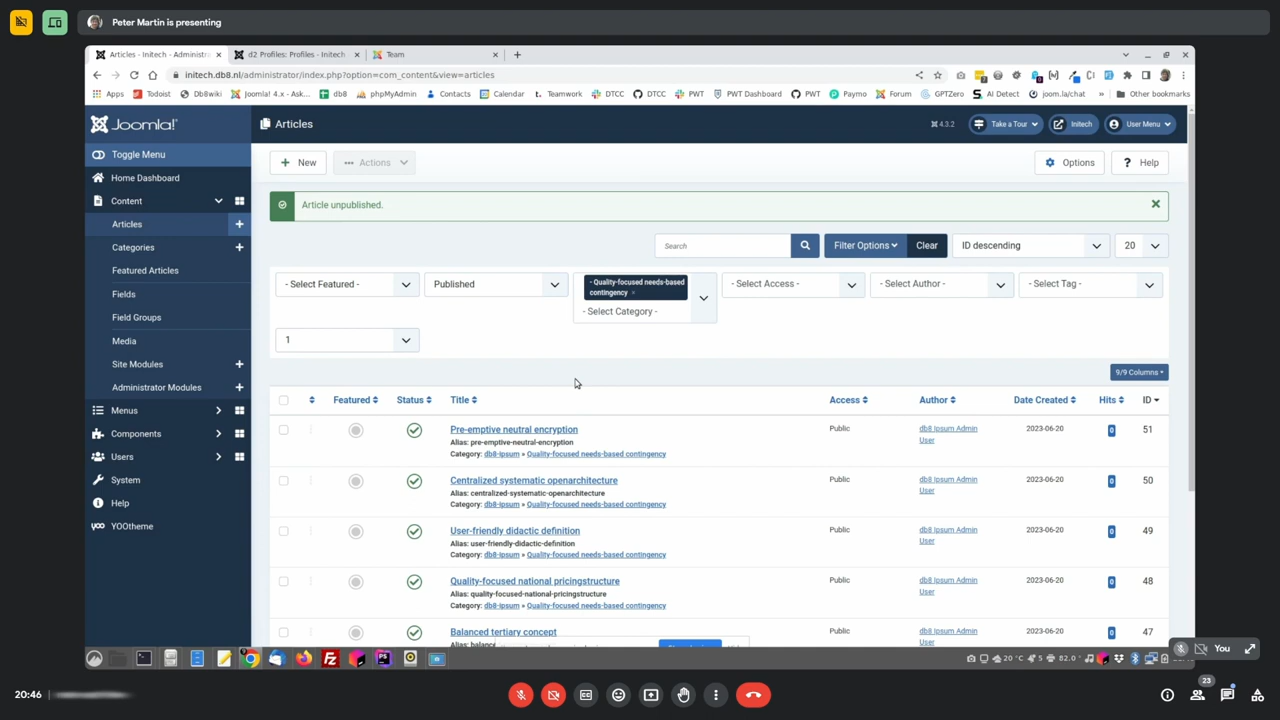 Peter Martin is presenting
Articles - Initech - Administra
d2 Profiles: Profiles - Initech
Team
initech.db8.nl/administrator/index.php?option=com_content&view=articles
Apps Todoist Db8wiki Joomla! 4.x - Ask... db8 phpMyAdmin Contacts Calendar Teamwork DTCC DTCC PWT PWT Dashboard PWT Paymo Forum GPTZero AI Detect joom.la/chat » Other bookmarks
Joomla!® Articles 4.3.2 Take a Tour Initech User Menu
Toggle Menu
Home Dashboard
Content
Articles
Categories
Featured Articles
Fields
Field Groups
Media
Site Modules
Administrator Modules
Menus
Components
Users
System
Help
YOOtheme
+ New ••• Actions Options ? Help
Article unpublished.
Search Filter Options Clear ID descending 20
- Select Featured - Published - Quality-focused needs-based contingency × - Select Access - - Select Author - - Select Tag -
- Select Category -
1
9/9 Columns
Featured Status Title Access Author Date Created Hits ID
Pre-emptive neutral encryption Public db8 Ipsum Admin User 2023-06-20 0 51
Alias: pre-emptive-neutral-encryption
Category: db8-Ipsum » Quality-focused needs-based contingency
Centralized systematic openarchitecture Public db8 Ipsum Admin User 2023-06-20 0 50
Alias: centralized-systematic-openarchitecture
Category: db8-Ipsum » Quality-focused needs-based contingency
User-friendly didactic definition Public db8 Ipsum Admin User 2023-06-20 0 49
Alias: user-friendly-didactic-definition
Category: db8-Ipsum » Quality-focused needs-based contingency
Quality-focused national pricingstructure Public db8 Ipsum Admin User 2023-06-20 0 48
Alias: quality-focused-national-pricingstructure
Category: db8-Ipsum » Quality-focused needs-based contingency
Balanced tertiary concept Public db8 Ipsum Admin 2023-06-20 0 47
You
20 °C 5 82.0
20:46
23